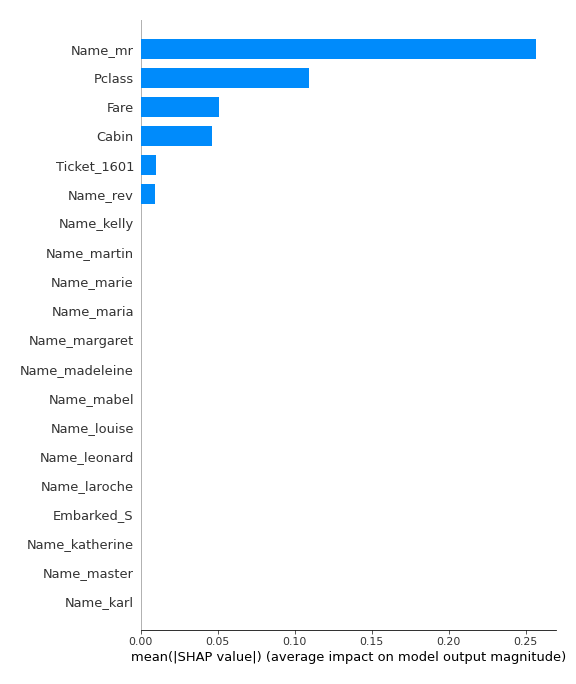 Name_mr
Pclass
Fare
Cabin
Ticket_1601
Name_rev
Name_kelly
Name_martin
Name_marie
Name_maria
Name_margaret
Name_madeleine
Name_mabel
Name_louise
Name_leonard
Name_laroche
Embarked_S
Name_katherine
Name_master
Name_karl
0.00 0.05 0.10 0.15 0.20 0.25
mean(|SHAP value|) (average impact on model output magnitude)